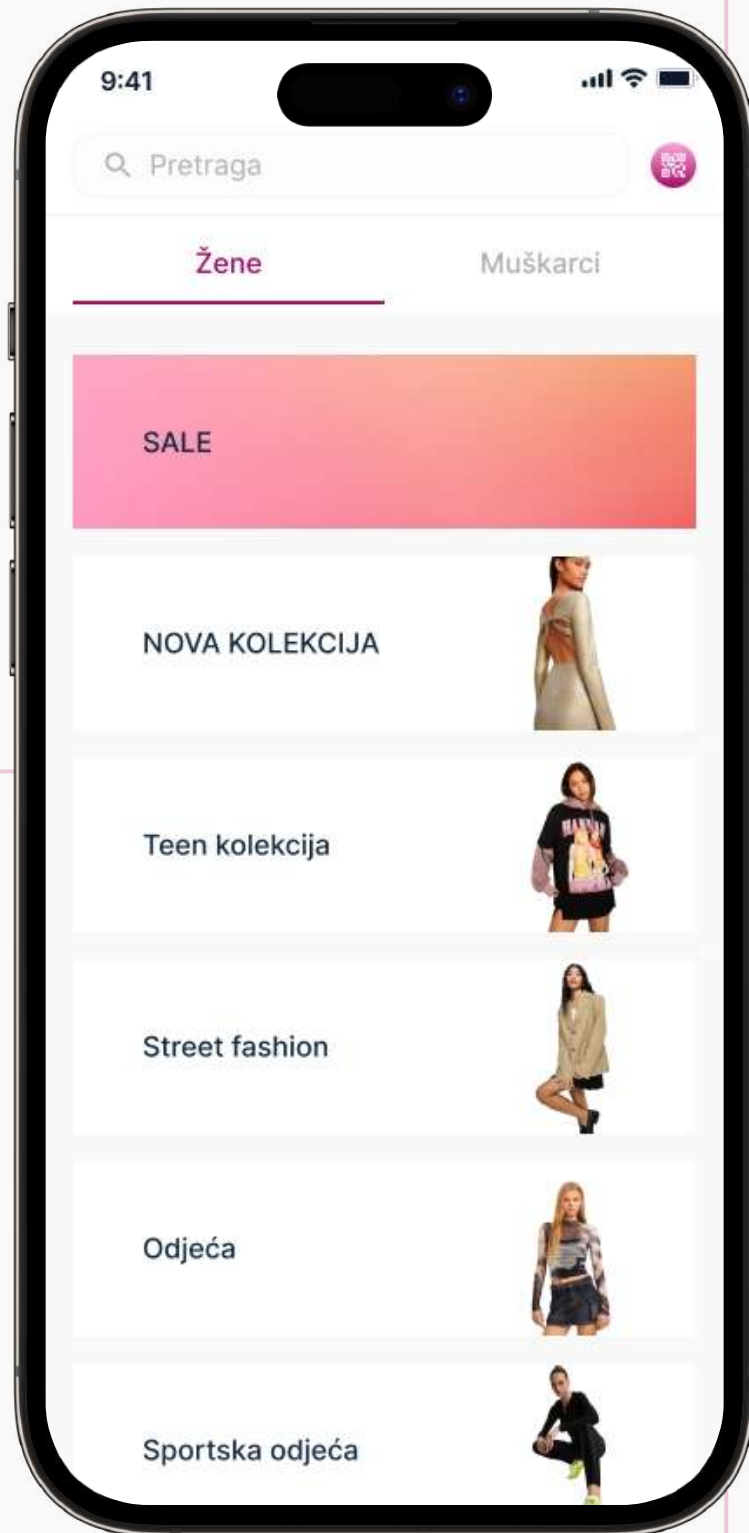 9:41
Pretraga
Žene
Muškarci
SALE
NOVA KOLEKCIJA
Teen kolekcija
Street fashion
Odjeća
Sportska odjeća